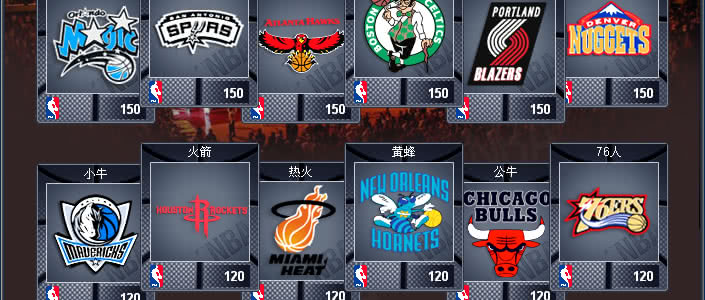 Orlando
MAGIC
SAN ANTONIO
SPURS
ATLANTA HAWKS
BOSTON
CELTICS
PORTLAND
BLAZERS
DENVER
NUGGETS
150
150
150
150
150
150
小牛
火箭
热火
黄蜂
公牛
76人
MAVERICKS
HOUSTON ROCKETS
MIAMI
HEAT
NEW ORLEANS
HORNETS
CHICAGO
BULLS
76ERS
120
120
120
120
120
120